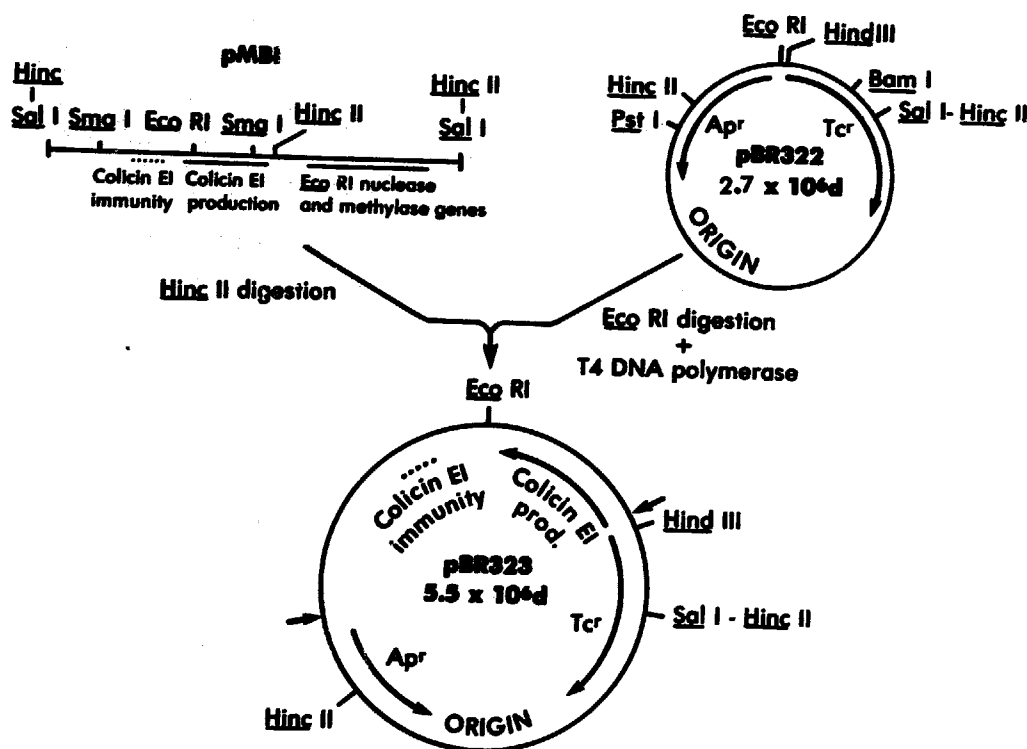 pMBI
Hinc
Sal I
Sma I
Eco RI
Sma I
Hinc II
Hinc II
Sal I
Colicin EI
immunity
Colicin EI
production
Eco RI nuclease
and methylase genes
Eco RI
Hind III
Hinc II
Pst I
Bam I
Sal I - Hinc II
Apr
Tcr
pBR322
2.7 x 10⁶d
ORIGIN
Hinc II digestion
Eco RI digestion
+
T4 DNA polymerase
Eco RI
Colicin EI
immunity
Colicin EI
prod.
Hind III
pBR323
5.5 x 10⁶d
Sal I - Hinc II
Tcr
Apr
Hinc II
ORIGIN